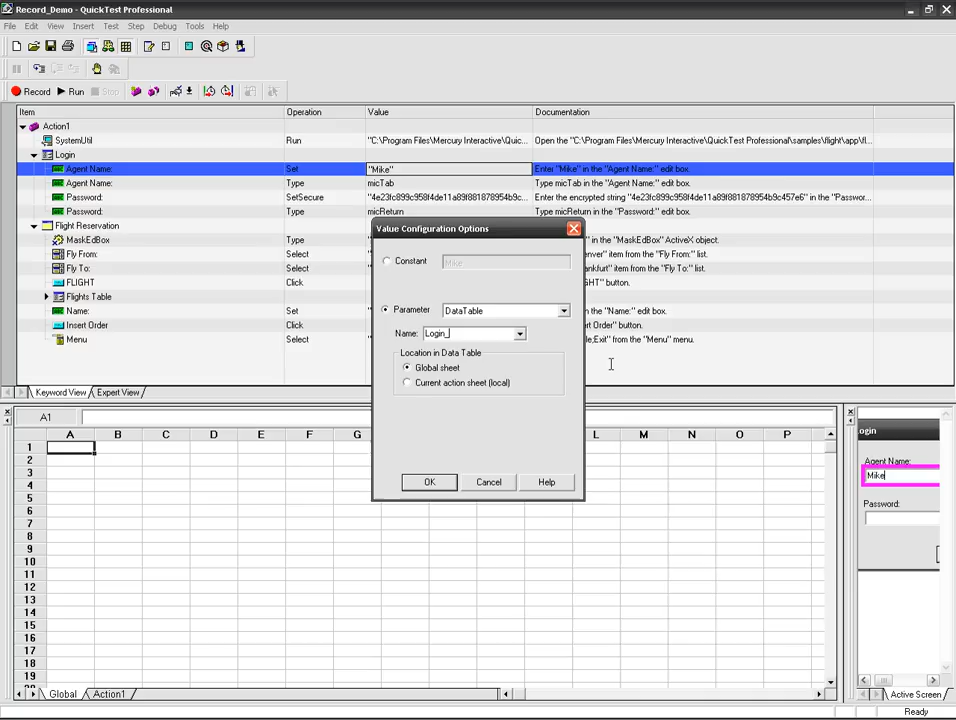 Record_Demo - QuickTest Professional
File Edit View Insert Test Step Debug Tools Help
Record Run Stop
Item Operation Value Documentation
Action1
SystemUtil Run "C:\Program Files\Mercury Interactive\Quic... Open the "C:\Program Files\Mercury Interactive\QuickTest Professional\samples\flight\app\fl...
Login
Agent Name: Set "Mike" Enter "Mike" in the "Agent Name:" edit box.
Agent Name: Type micTab Type micTab in the "Agent Name:" edit box.
Password: SetSecure "4e23fc899c958f4de11a89f881878954b9c... Enter the encrypted string "4e23fc899c958f4de11a89f881878954b9c457e6" in the "Passwor...
Password: Type micReturn Type micReturn in the "Password:" edit box.
Flight Reservation
MaskEdBox Type " " in the "MaskEdBox" ActiveX object.
Fly From: Select enver" item from the "Fly From:" list.
Fly To: Select ankfurt" item from the "Fly To:" list.
FLIGHT Click GHT" button.
Flights Table
Name: Set in the "Name:" edit box.
Insert Order Click ert Order" button.
Menu Select le;Exit" from the "Menu" menu.
Keyword View Expert View
Value Configuration Options
Constant Mike
Parameter DataTable
Name: Login_
Location in Data Table
Global sheet
Current action sheet (local)
OK Cancel Help
A1
A B C D E F G L M N O P
1
2
3
4
5
6
7
8
9
10
11
12
13
14
15
16
17
18
19
Global Action1
ogin
Agent Name:
Mike
Password:
Active Screen
Ready